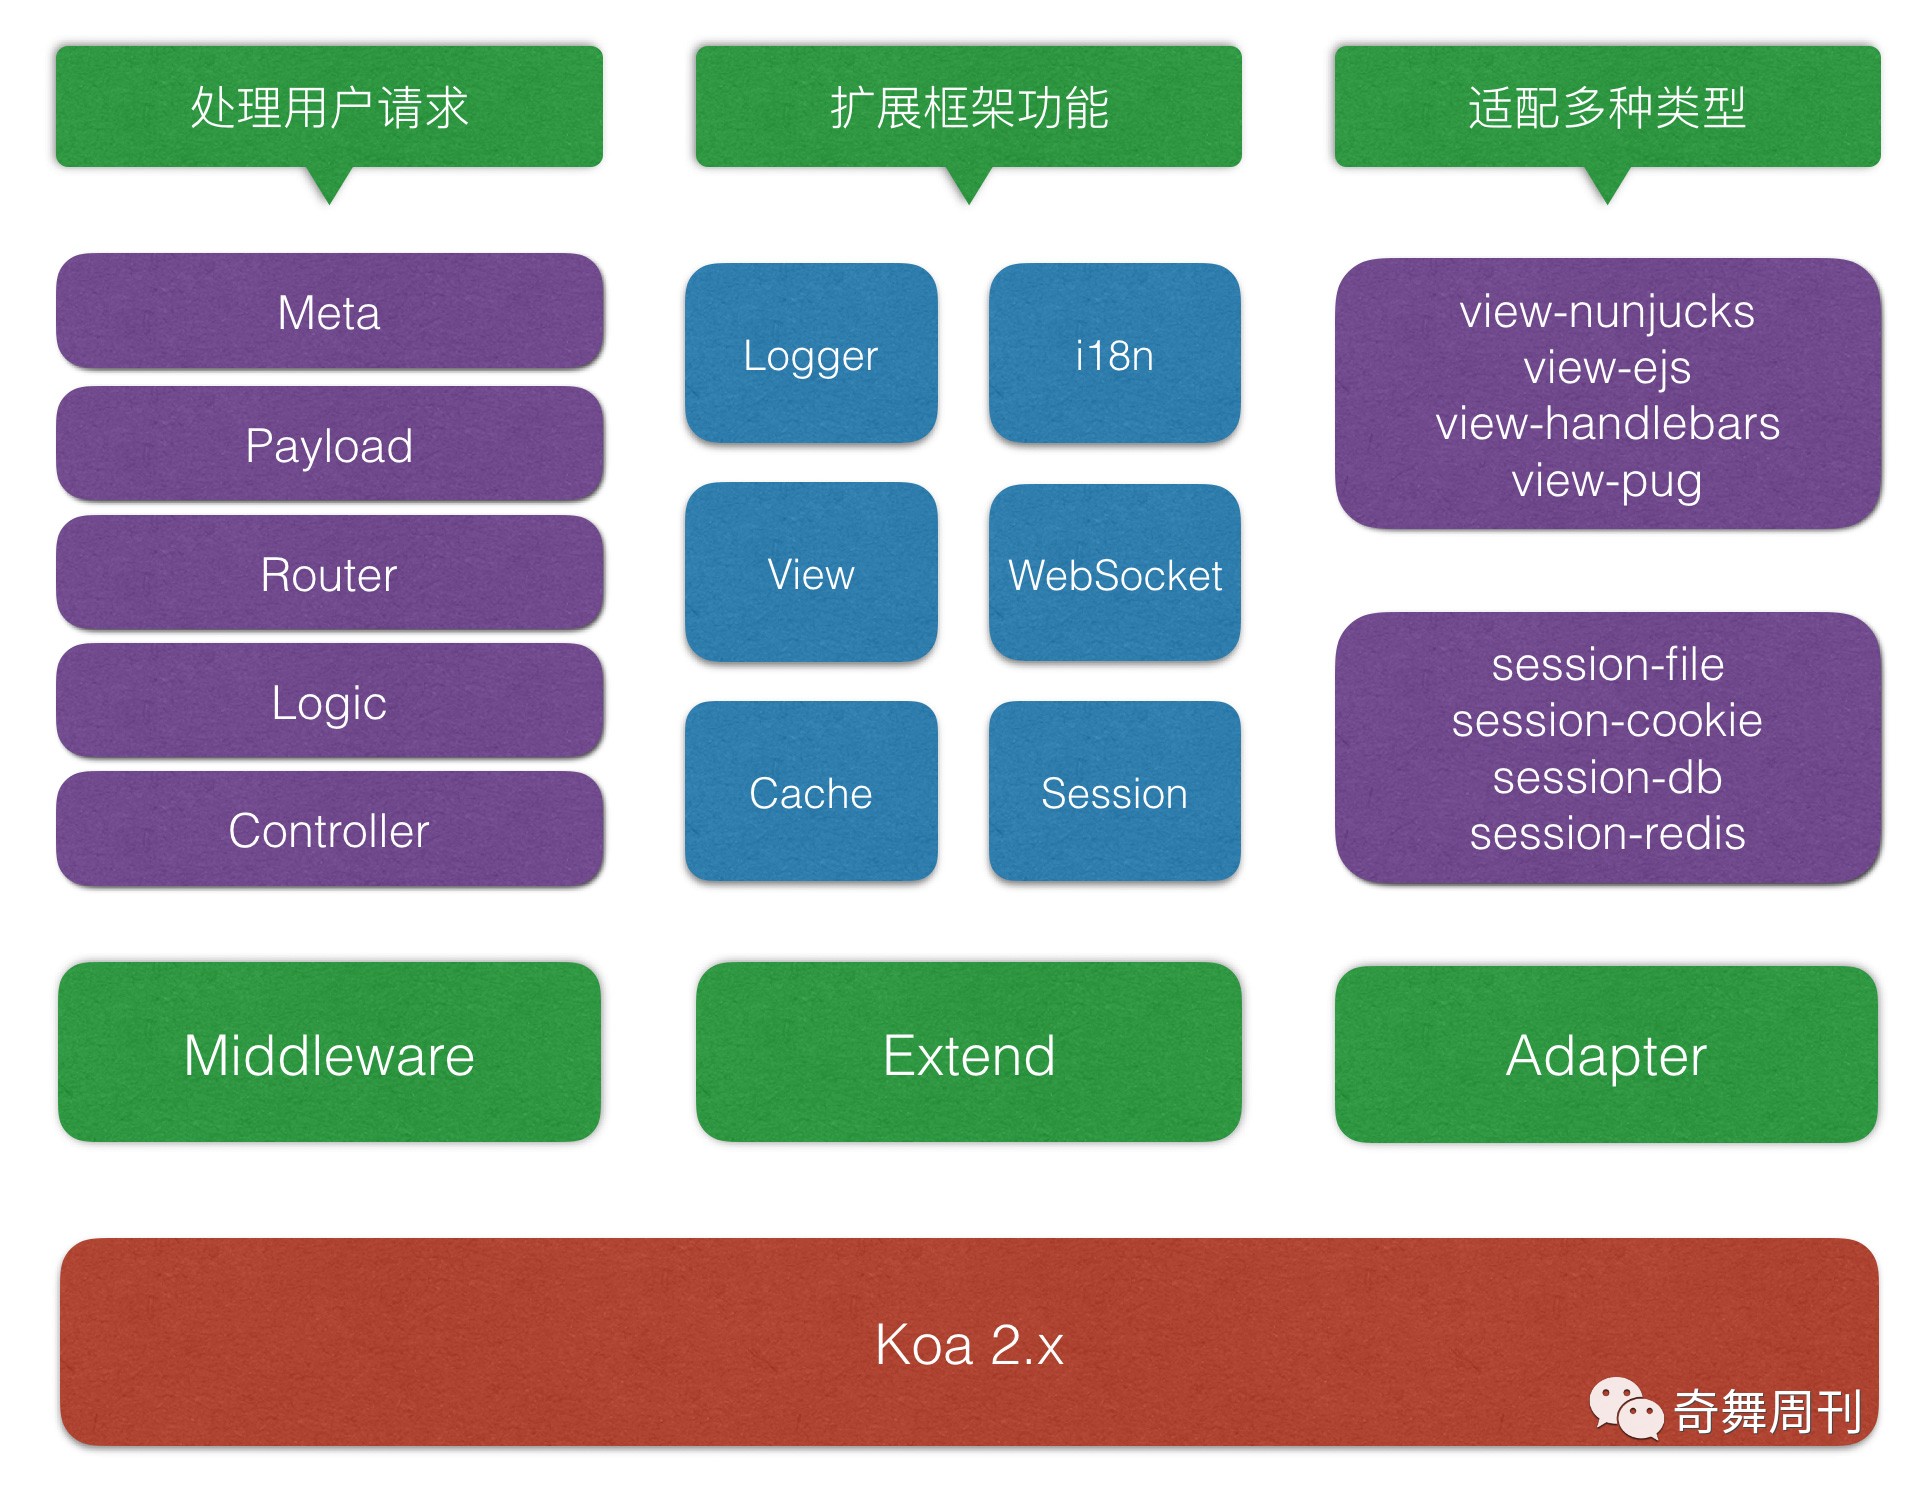 处理用户请求
扩展框架功能
适配多种类型
Meta
Payload
Router
Logic
Controller
Logger
i18n
View
WebSocket
Cache
Session
view-nunjucks
view-ejs
view-handlebars
view-pug
session-file
session-cookie
session-db
session-redis
Middleware
Extend
Adapter
Koa 2.x
奇舞周刊